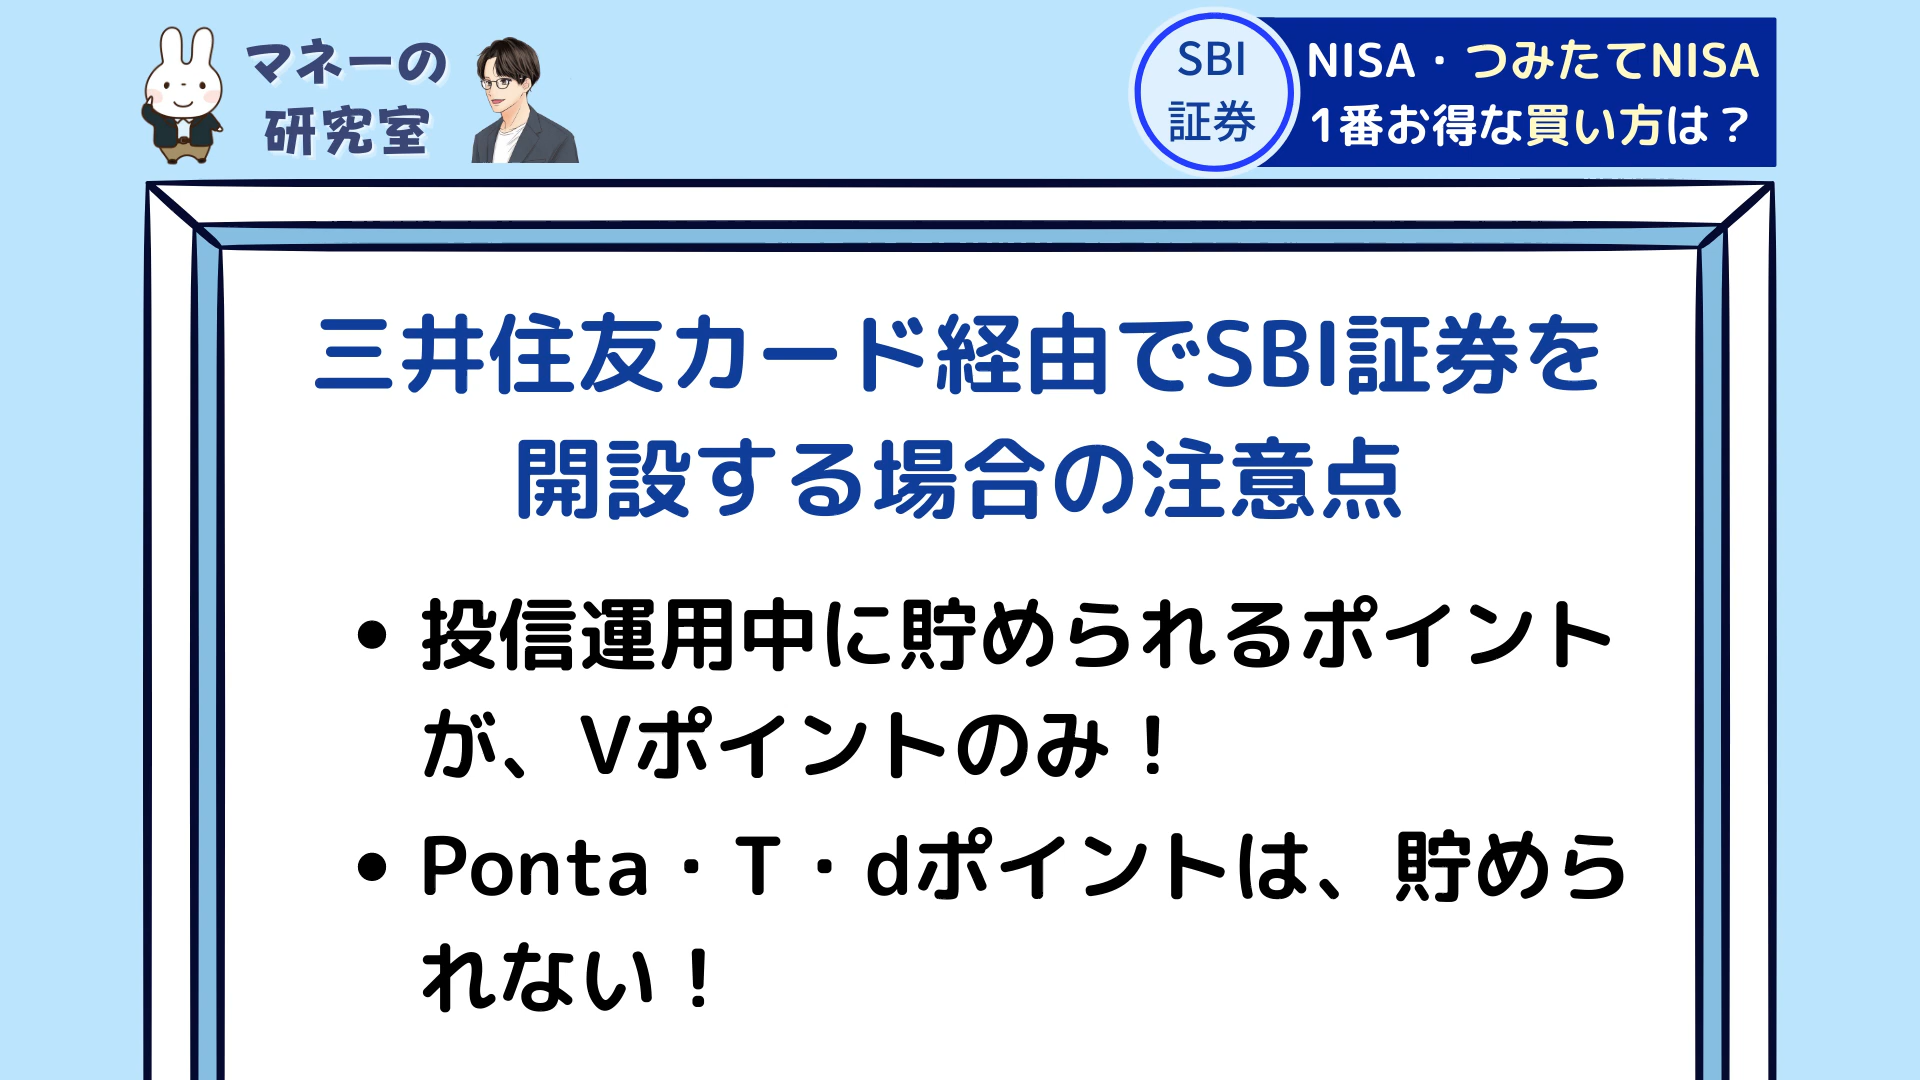 マネーの
研究室
SBI
証券
NISA・つみたてNISA
1番お得な買い方は？
三井住友カード経由でSBI証券を
開設する場合の注意点
• 投信運用中に貯められるポイント
が、Vポイントのみ！
• Ponta・T・dポイントは、貯めら
れない！